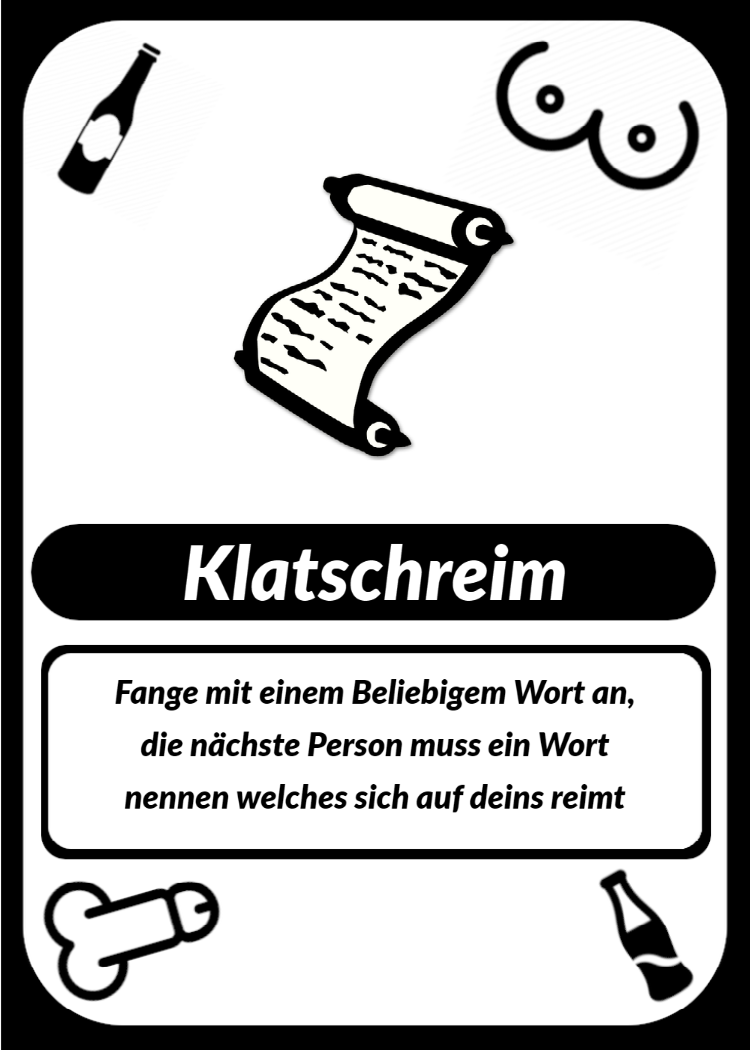 Klatschreim
Fange mit einem Beliebigem Wort an,
die nächste Person muss ein Wort
nennen welches sich auf deins reimt